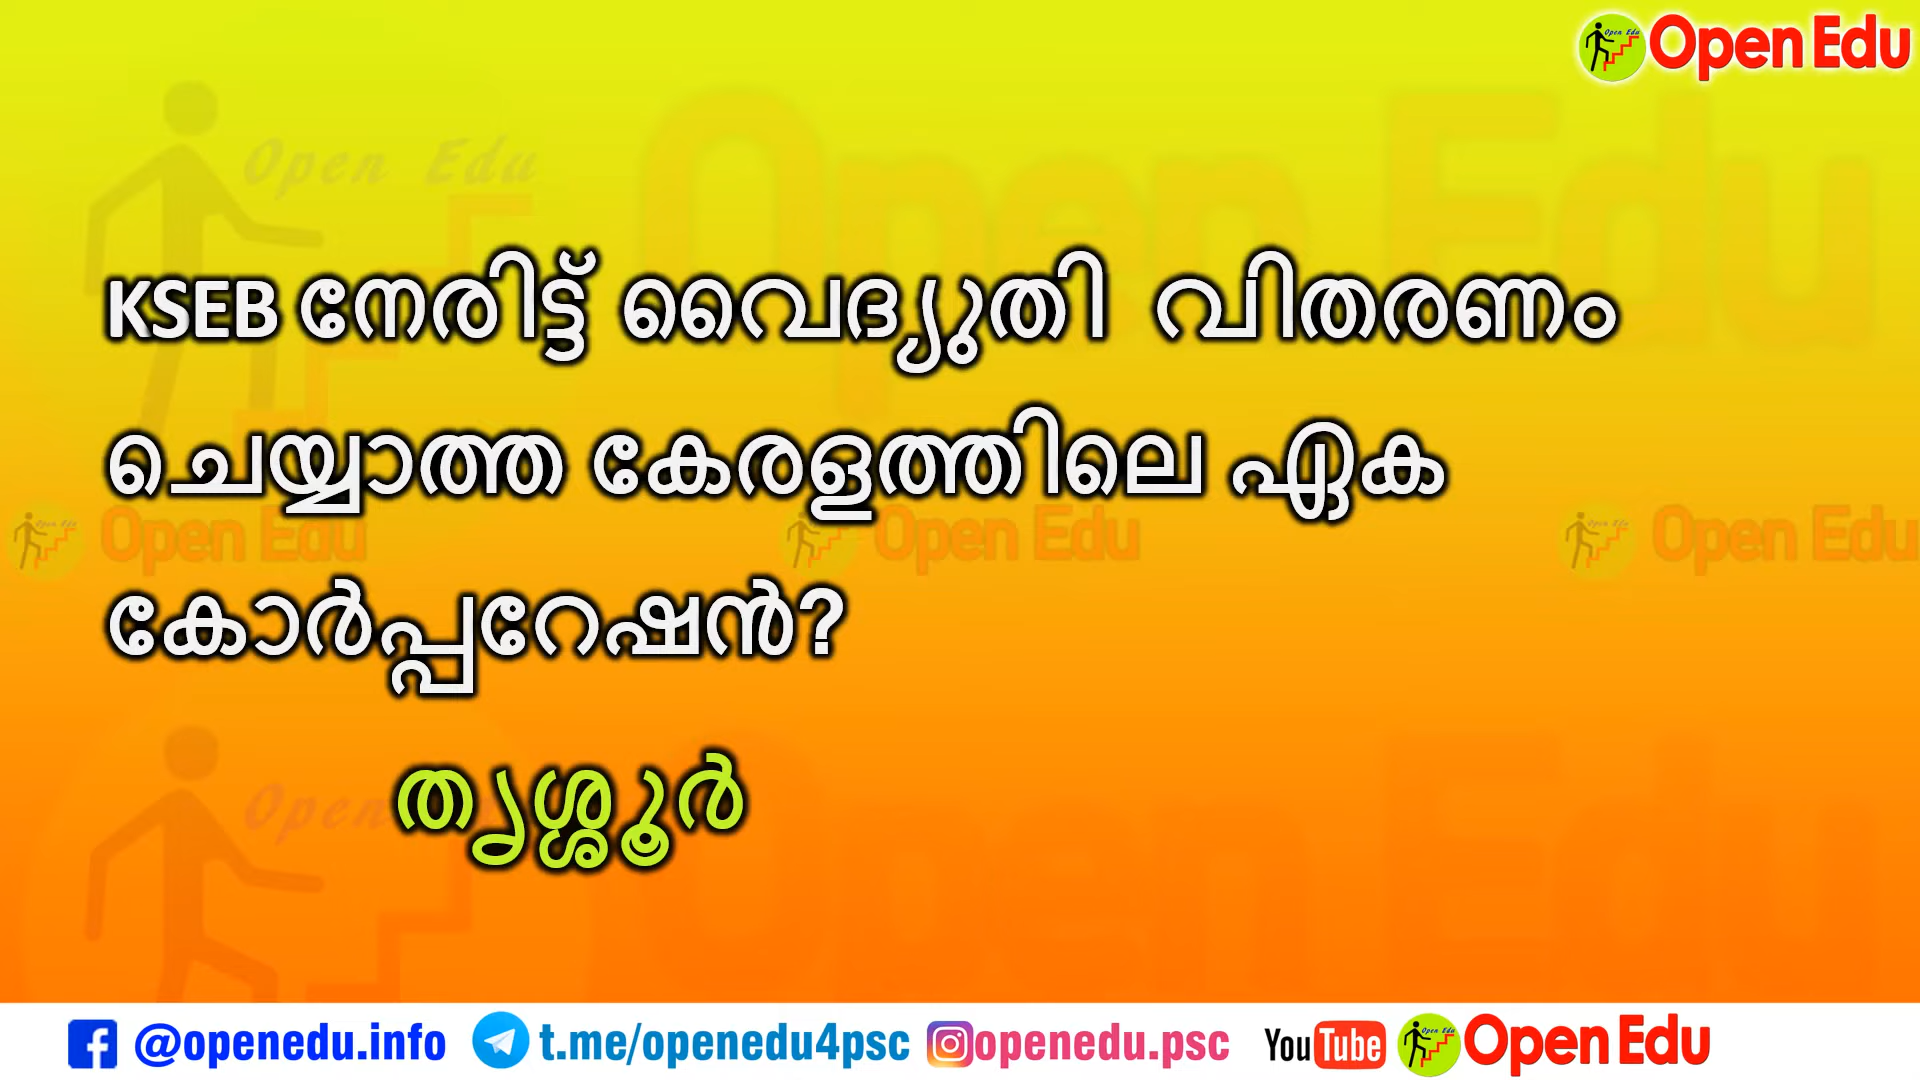 Open Edu
KSEB നേരിട്ട് വൈദ്യുതി വിതരണം
ചെയ്യാത്ത കേരളത്തിലെ ഏക
കോർപ്പറേഷൻ?
തൃശ്ശൂർ
@openedu.info t.me/openedu4psc openedu.psc YouTube Open Edu